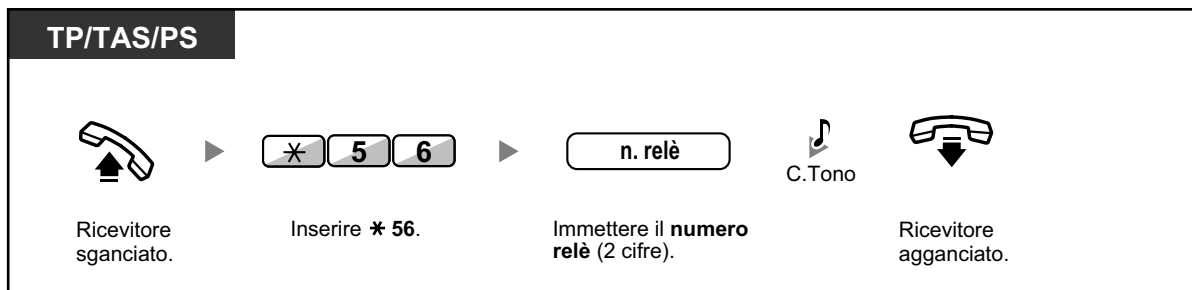 TP/TAS/PS
✳ 5 6
n. relè
C.Tono
Ricevitore
sganciato.
Inserire ✳ 56.
Immettere il numero
relè (2 cifre).
Ricevitore
agganciato.